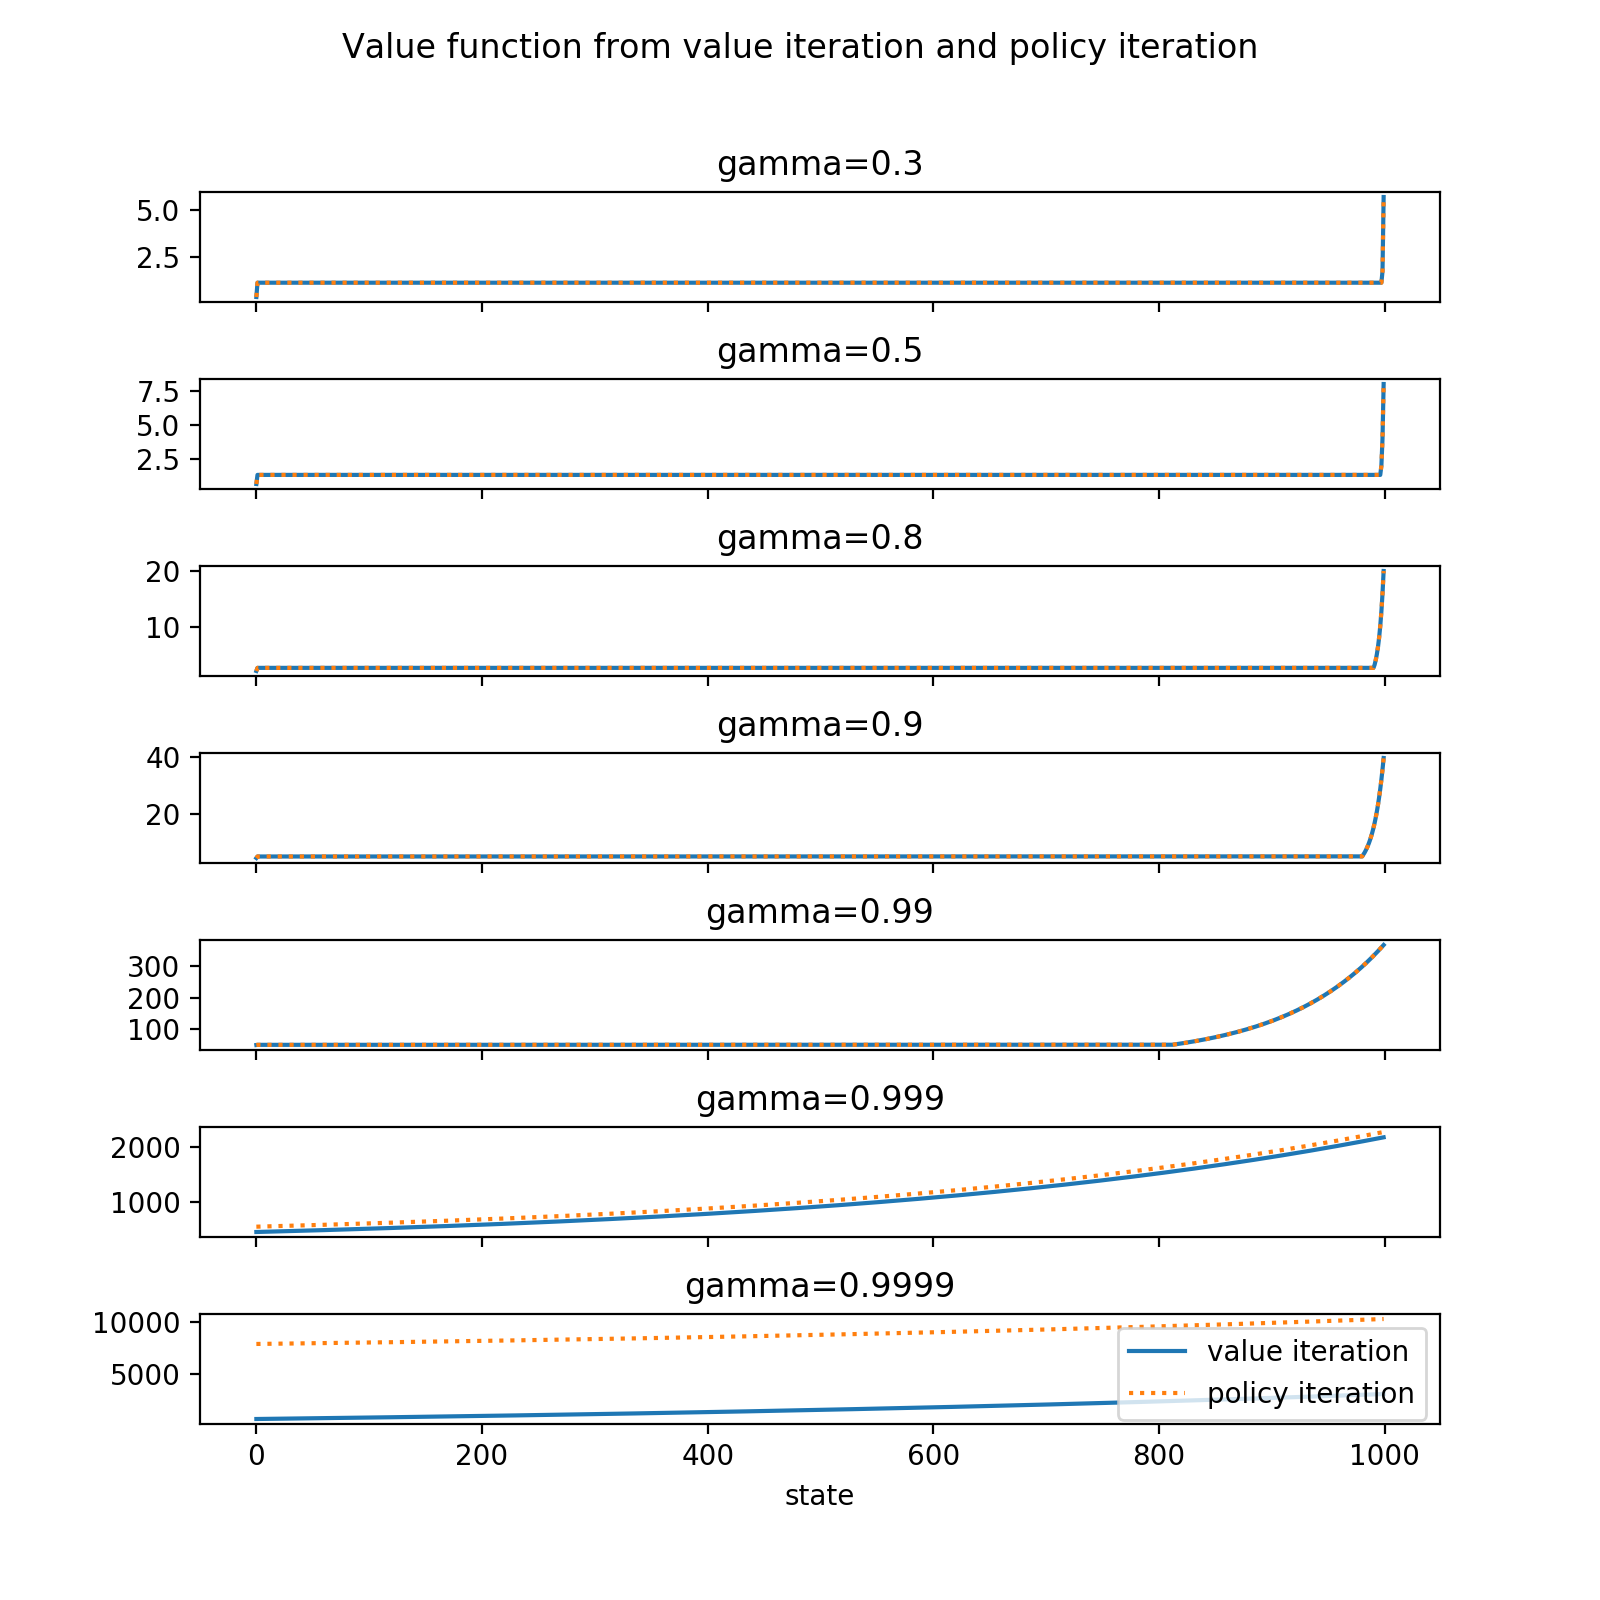 Value function from value iteration and policy iteration
gamma=0.3
5.0
2.5
gamma=0.5
7.5
5.0
2.5
gamma=0.8
20
10
gamma=0.9
40
20
gamma=0.99
300
200
100
gamma=0.999
2000
1000
gamma=0.9999
10000
5000
value iteration
policy iteration
0 200 400 600 800 1000
state